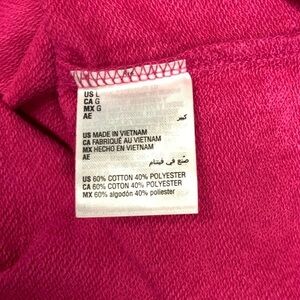 US L
CA G
MX G
AE كبير
US MADE IN VIETNAM
CA FABRIQUÉ AU VIETNAM
MX HECHO EN VIETNAM
AE صنع في فيتنام
US 60% COTTON 40% POLYESTER
CA 60% COTON 40% POLYESTER
MX 60% algodón 40% poliester